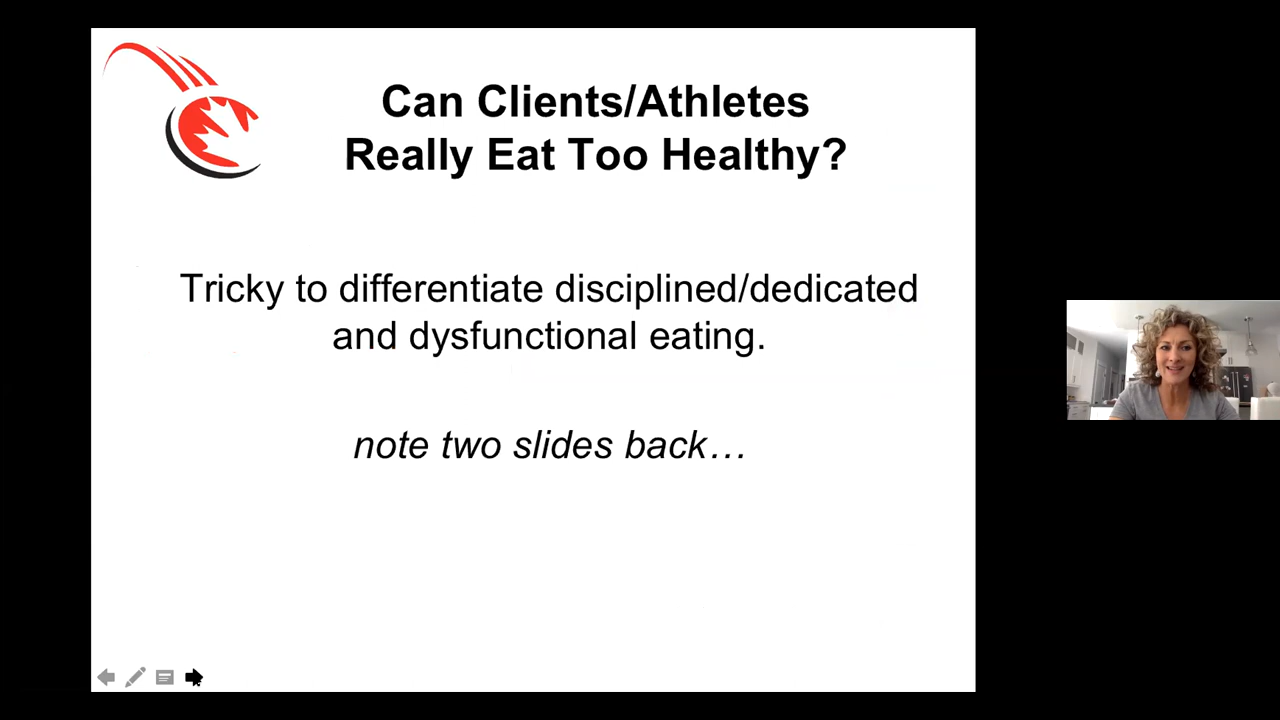 Can Clients/Athletes
Really Eat Too Healthy?
Tricky to differentiate disciplined/dedicated
and dysfunctional eating.
note two slides back…